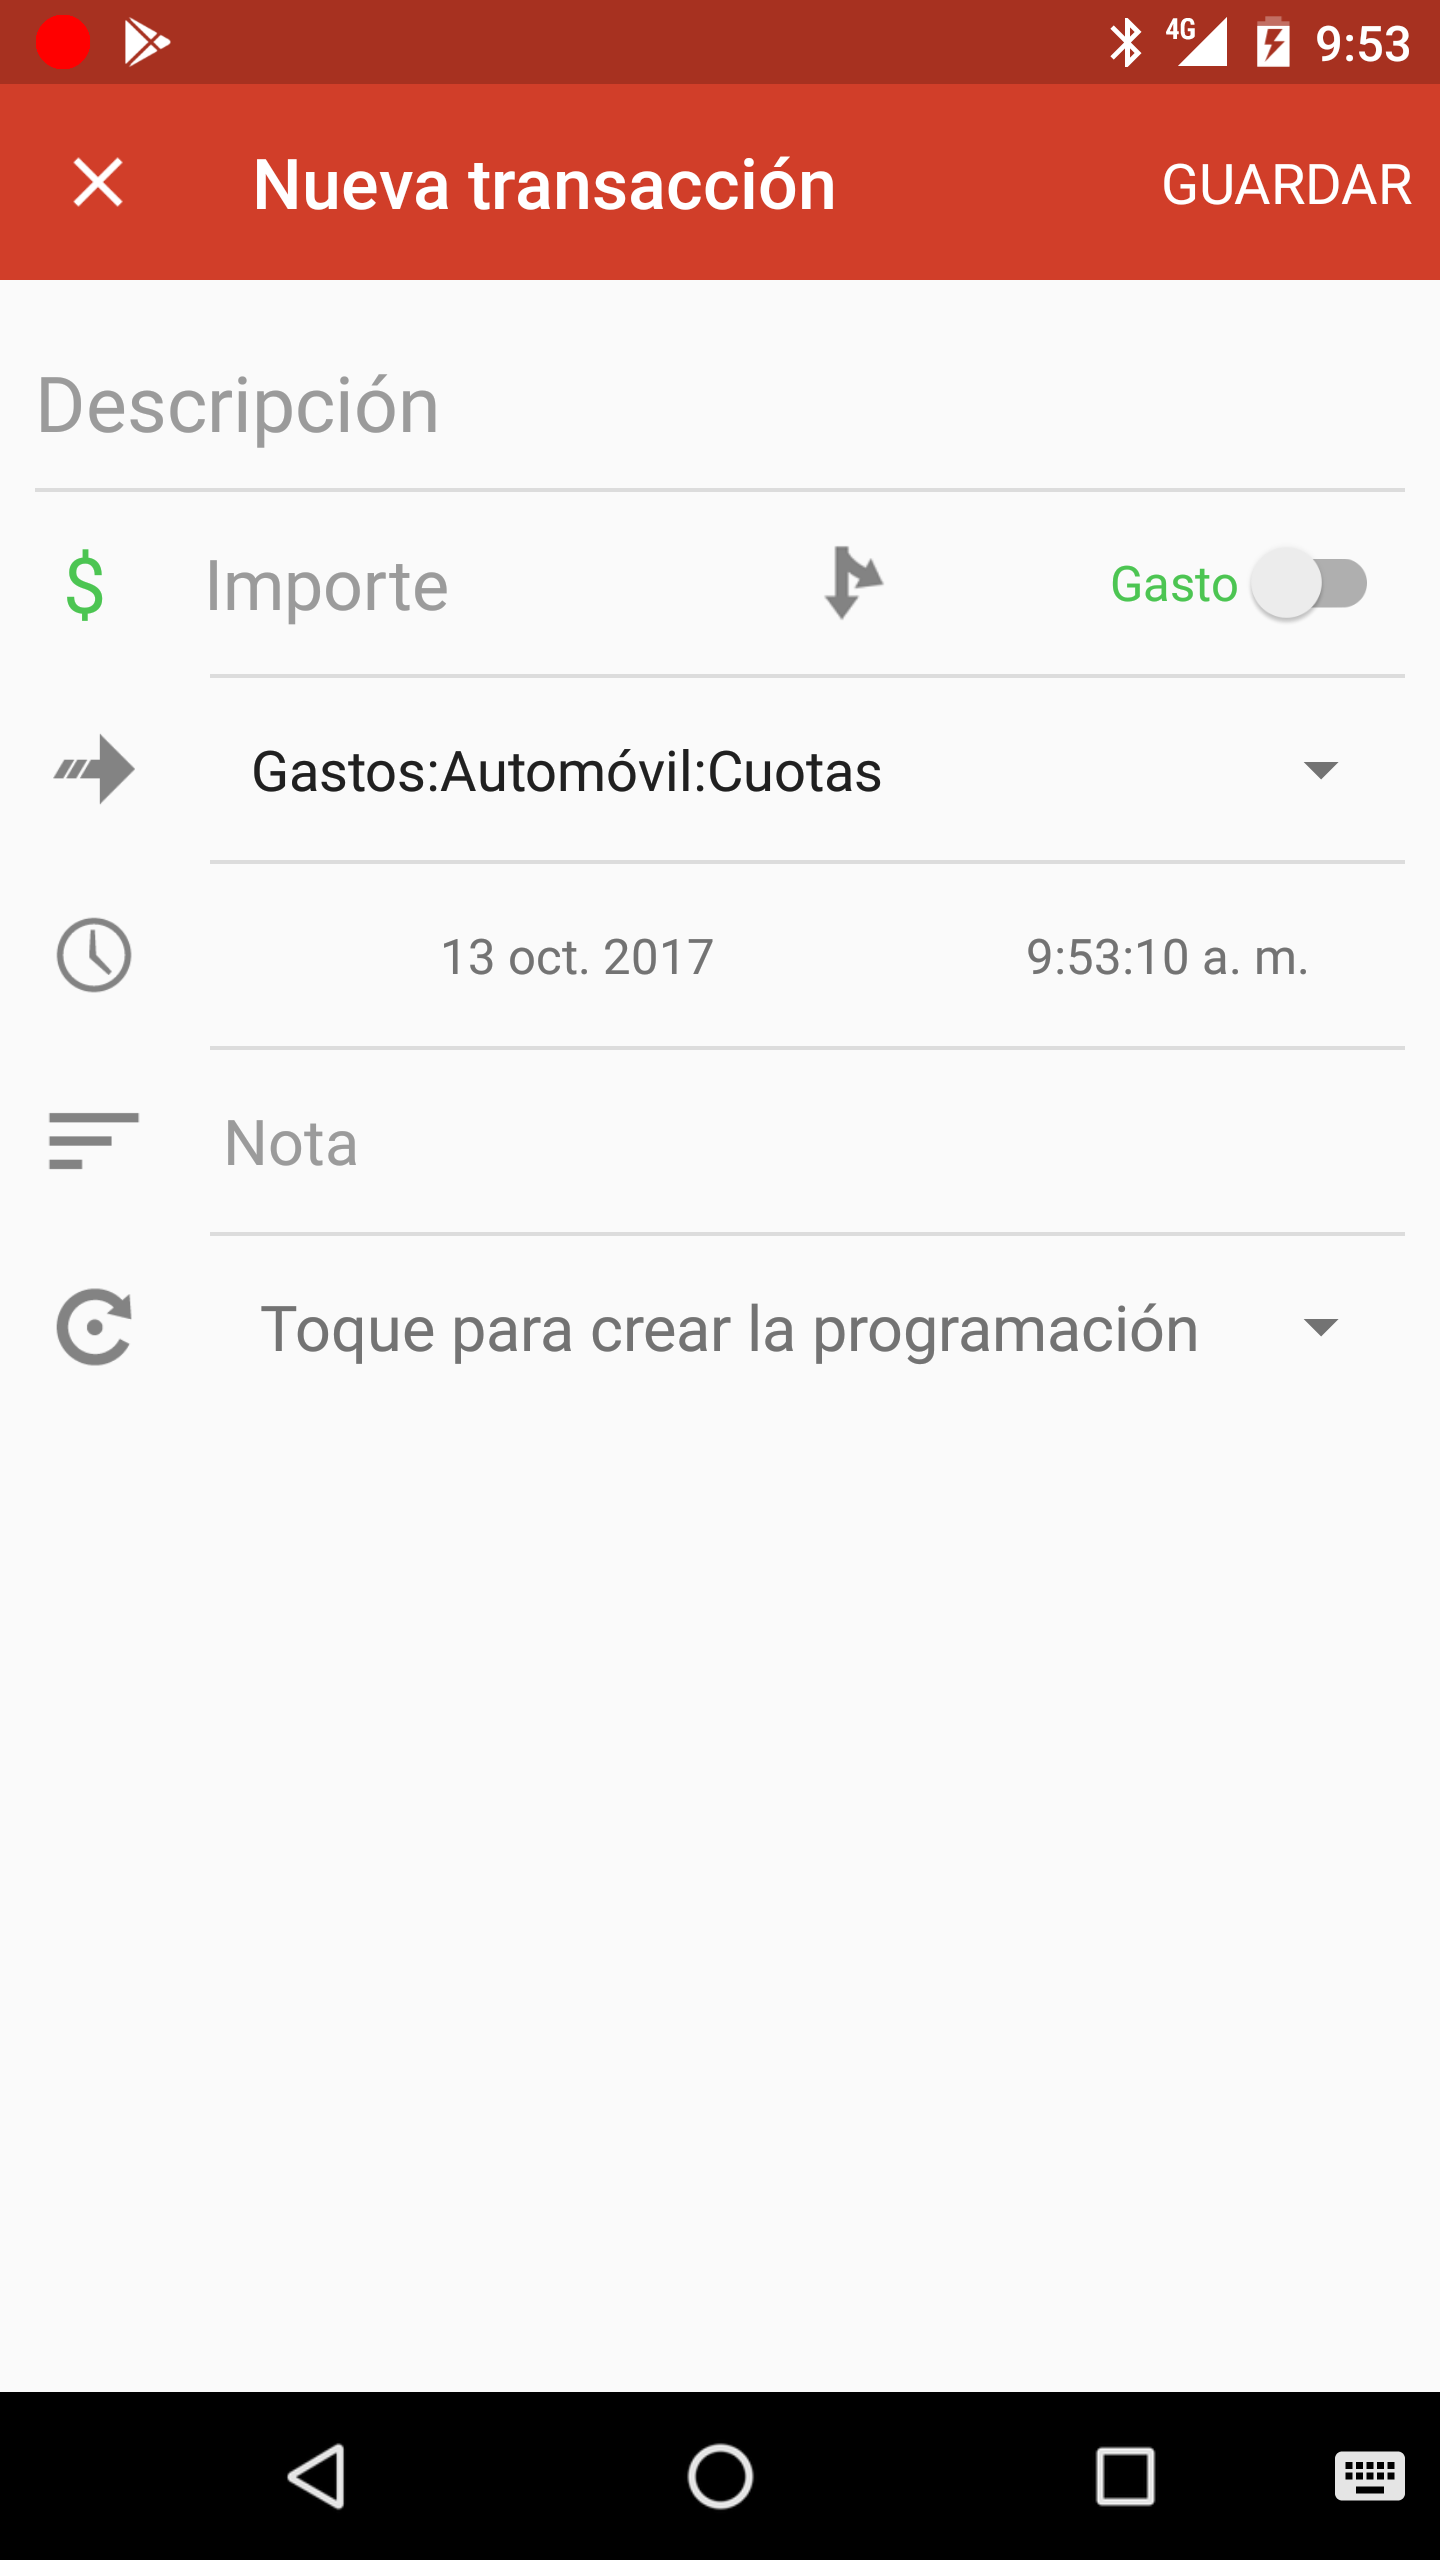 4G 9:53
Nueva transacción GUARDAR
Descripción
$ Importe Gasto
Gastos:Automóvil:Cuotas
13 oct. 2017 9:53:10 a. m.
Nota
Toque para crear la programación